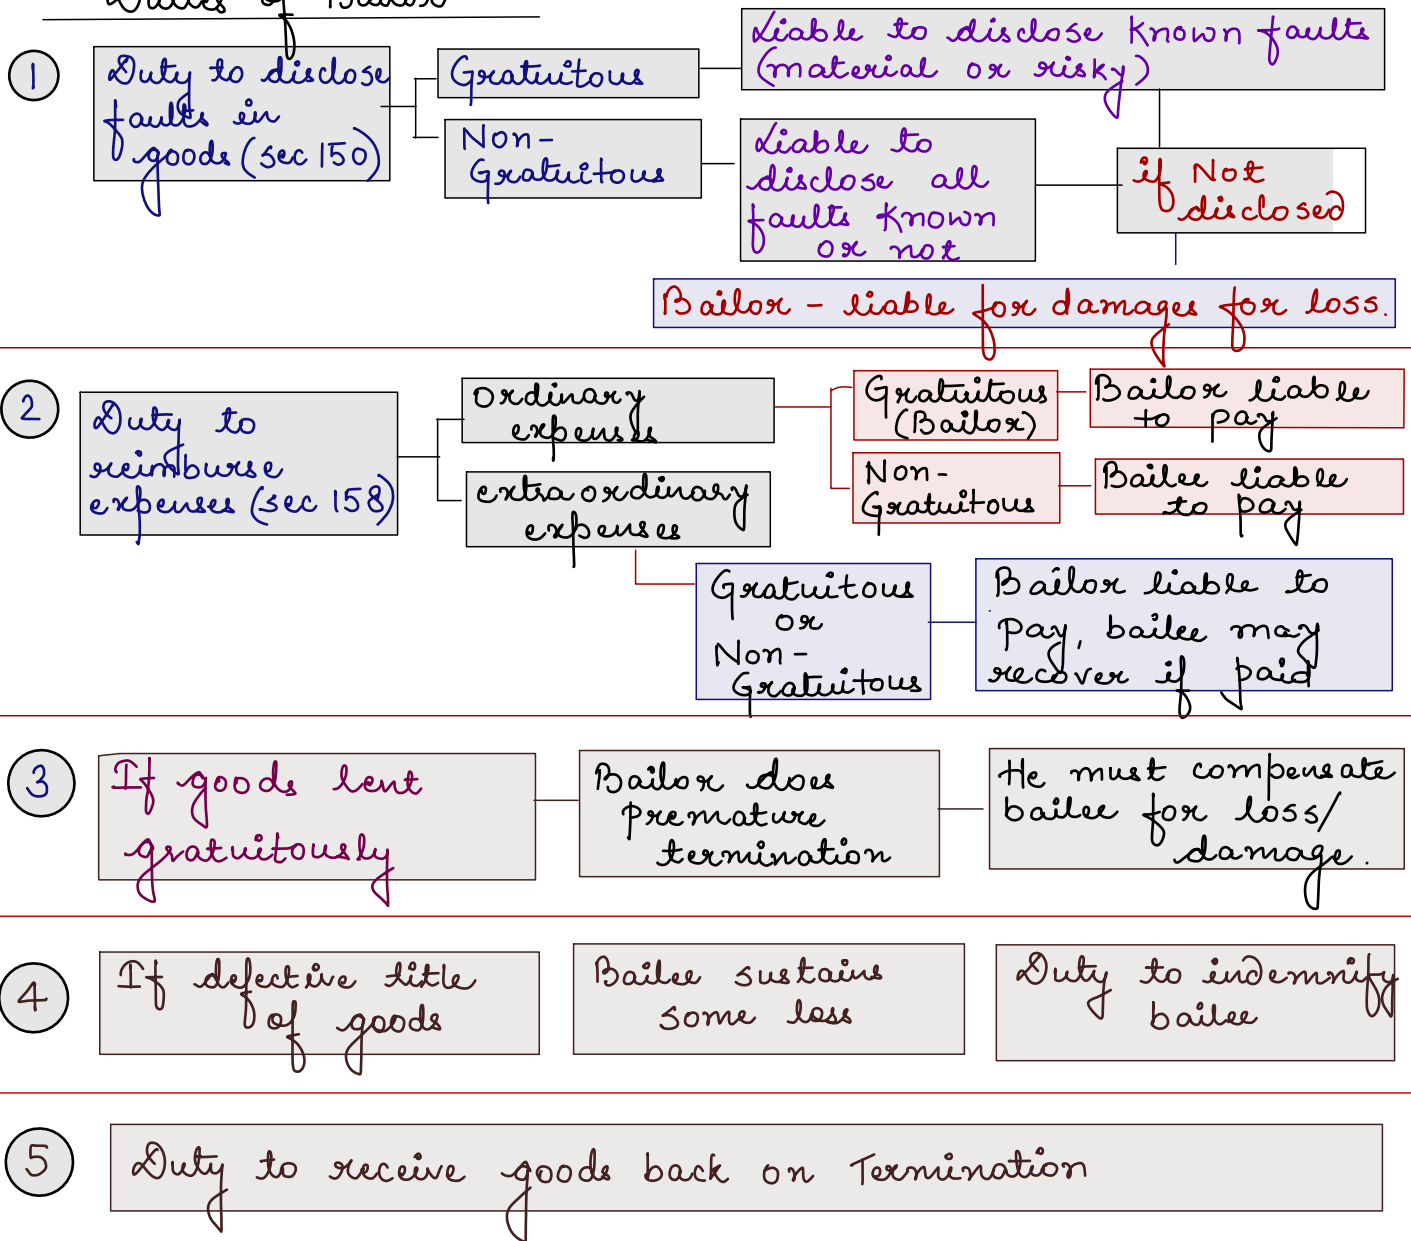 Duties of Bailor
1
Duty to disclose
faults in
goods (sec 150)
Gratuitous
Liable to disclose known faults
(material or risky)
Non-
Gratuitous
Liable to
disclose all
faults known
or not
if Not
disclosed
Bailor - liable for damages for loss.
2
Duty to
reimburse
expenses (sec 158)
Ordinary
expenses
Gratuitous
(Bailor)
Bailor liable
to pay
Non-
Gratuitous
Bailee liable
to pay
extra ordinary
expenses
Gratuitous
or
Non-
Gratuitous
Bailor liable to
pay, bailee may
recover if paid
3
If goods lent
gratuitously
Bailor does
premature
termination
He must compensate
bailee for loss/
damage.
4
If defective title
of goods
Bailee sustains
some loss
Duty to indemnify
bailee
5
Duty to receive goods back on Termination